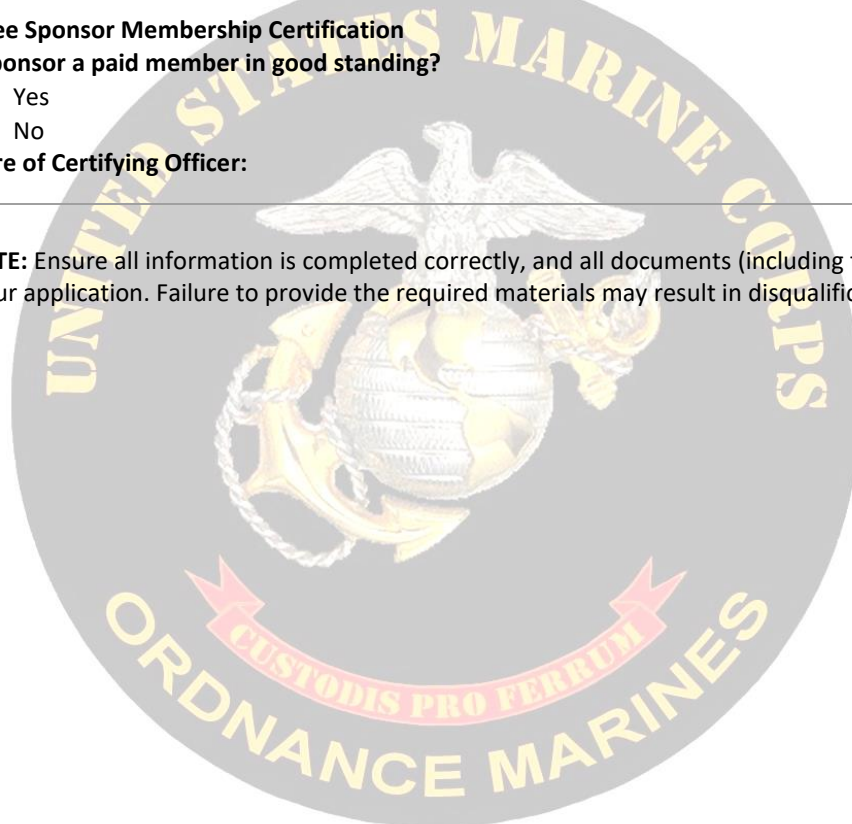 ee Sponsor Membership Certification
ponsor a paid member in good standing?
Yes
No
re of Certifying Officer:
TE: Ensure all information is completed correctly, and all documents (including
ur application. Failure to provide the required materials may result in disqualific
UNITED STATES MARINE CORPS
CUSTODIS PRO FERRUM
ORDNANCE MARINES